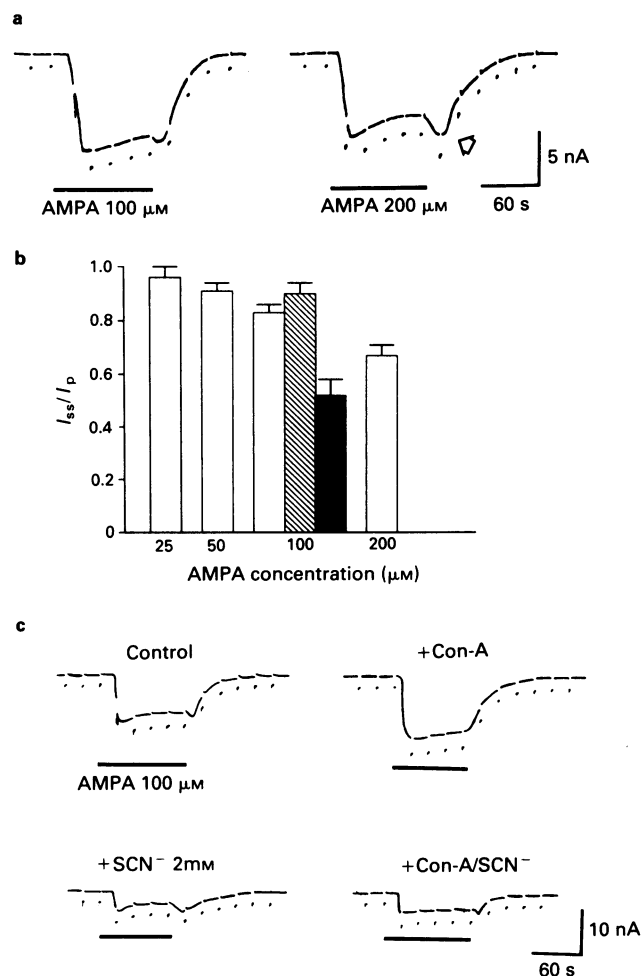 a
5 nA
AMPA 100 μM
AMPA 200 μM
60 s
b
1.0
0.8
0.6
0.4
0.2
0
Iss/Ip
25 50 100 200
AMPA concentration (μM)
c
Control
+Con-A
AMPA 100 μM
+SCN⁻ 2mM
+Con-A/SCN⁻
10 nA
60 s